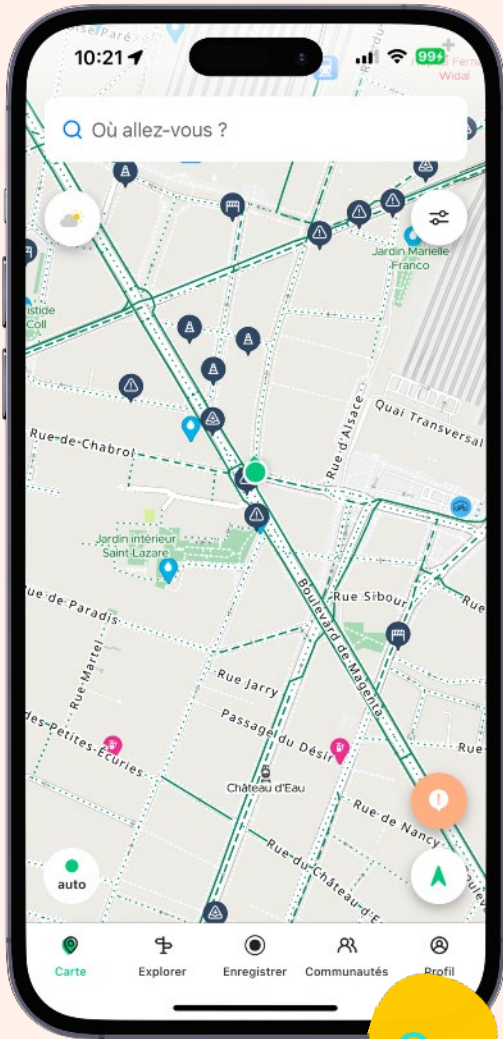 10:21
99
Widal
Où allez-vous ?
Jardin Marielle
Franco
Coll
Quai Transversal
Rue d'Alsace
Rue de Chabrol
Jardin intérieur
Saint-Lazare
Rue Sibour
Boulevard de Magenta
Rue de Paradis
Rue Martel
Rue Jarry
Passage du Désir
des Petites-Écuries
Château d'Eau
Rue
Rue de Nancy
Rue du Château d'E
auto
Carte
Explorer
Enregistrer
Communautés
Profil